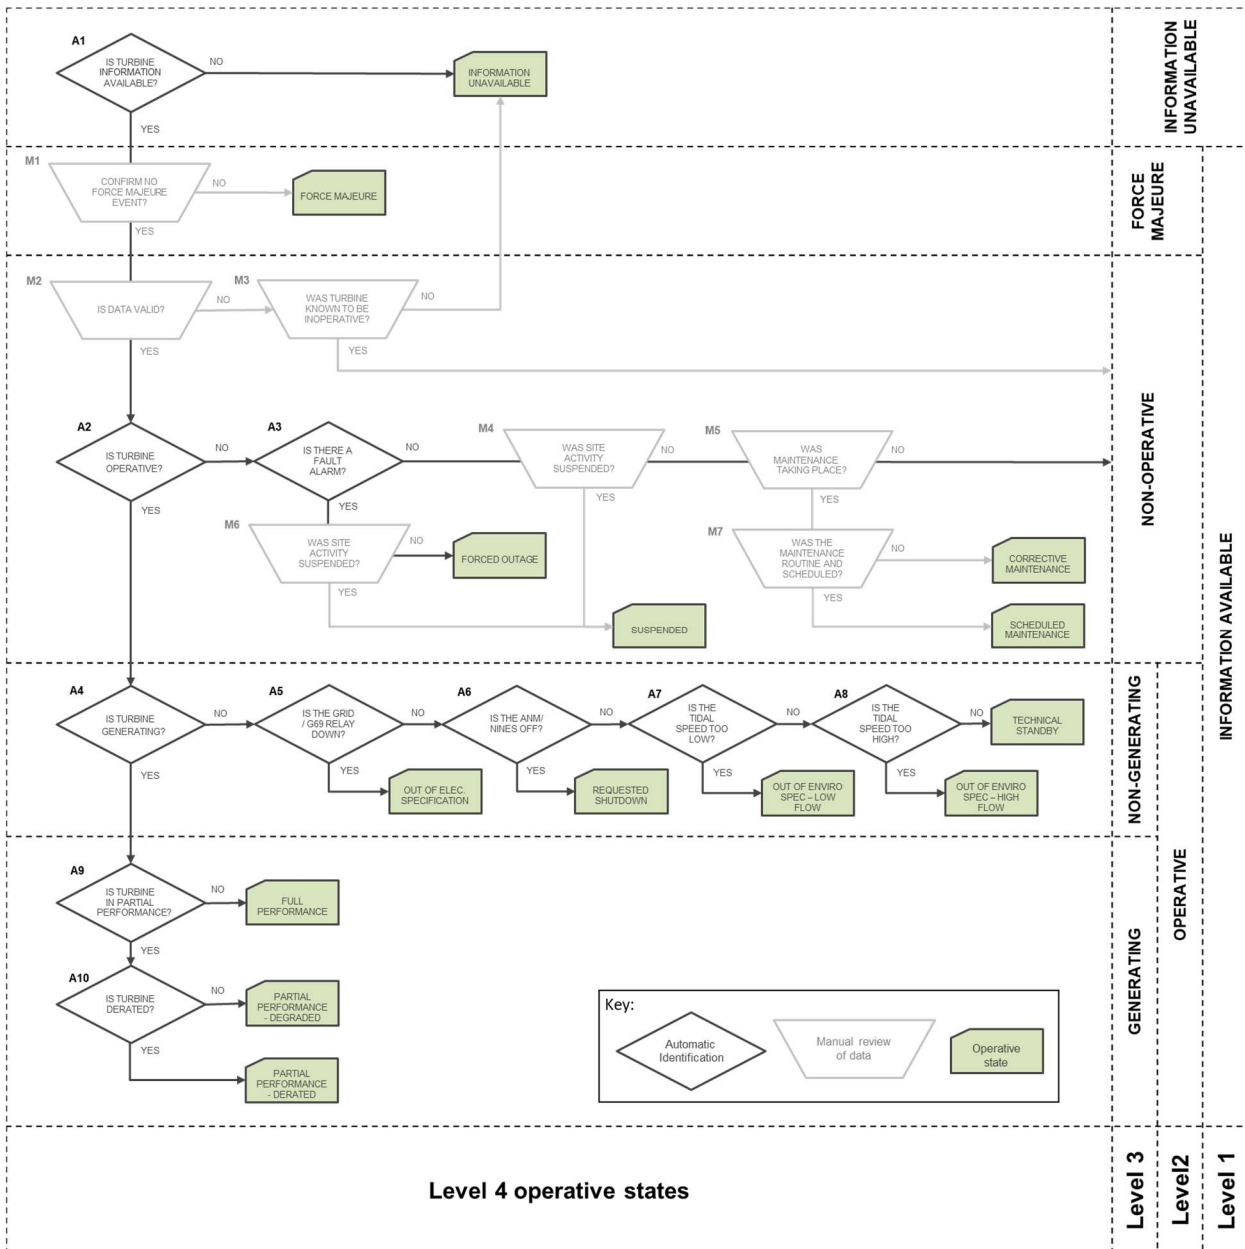 A1
IS TURBINE
INFORMATION
AVAILABLE?
NO
INFORMATION
UNAVAILABLE
YES
INFORMATION
UNAVAILABLE
M1
CONFIRM NO
FORCE MAJEURE
EVENT?
NO
FORCE MAJEURE
YES
FORCE
MAJEURE
M2
IS DATA VALID?
NO
YES
M3
WAS TURBINE
KNOWN TO BE
INOPERATIVE?
NO
YES
A2
IS TURBINE
OPERATIVE?
NO
YES
A3
IS THERE A
FAULT
ALARM?
NO
YES
M4
WAS SITE
ACTIVITY
SUSPENDED?
NO
YES
M5
WAS
MAINTENANCE
TAKING PLACE?
NO
YES
M6
WAS SITE
ACTIVITY
SUSPENDED?
NO
FORCED OUTAGE
YES
SUSPENDED
M7
WAS THE
MAINTENANCE
ROUTINE AND
SCHEDULED?
NO
CORRECTIVE
MAINTENANCE
YES
SCHEDULED
MAINTENANCE
NON-OPERATIVE
INFORMATION AVAILABLE
A4
IS TURBINE
GENERATING?
NO
YES
A5
IS THE GRID
/ G69 RELAY
DOWN?
NO
YES
OUT OF ELEC.
SPECIFICATION
A6
IS THE ANM/
NINES OFF?
NO
YES
REQUESTED
SHUTDOWN
A7
IS THE
TIDAL
SPEED TOO
LOW?
NO
YES
OUT OF ENVIRO
SPEC – LOW
FLOW
A8
IS THE
TIDAL
SPEED TOO
HIGH?
NO
TECHNICAL
STANDBY
YES
OUT OF ENVIRO
SPEC – HIGH
FLOW
NON-GENERATING
OPERATIVE
A9
IS TURBINE
IN PARTIAL
PERFORMANCE?
NO
FULL
PERFORMANCE
YES
A10
IS TURBINE
DERATED?
NO
PARTIAL
PERFORMANCE
- DEGRADED
YES
PARTIAL
PERFORMANCE
- DERATED
GENERATING
Key:
Automatic
Identification
Manual review
of data
Operative
state
Level 4 operative states
Level 3
Level2
Level 1